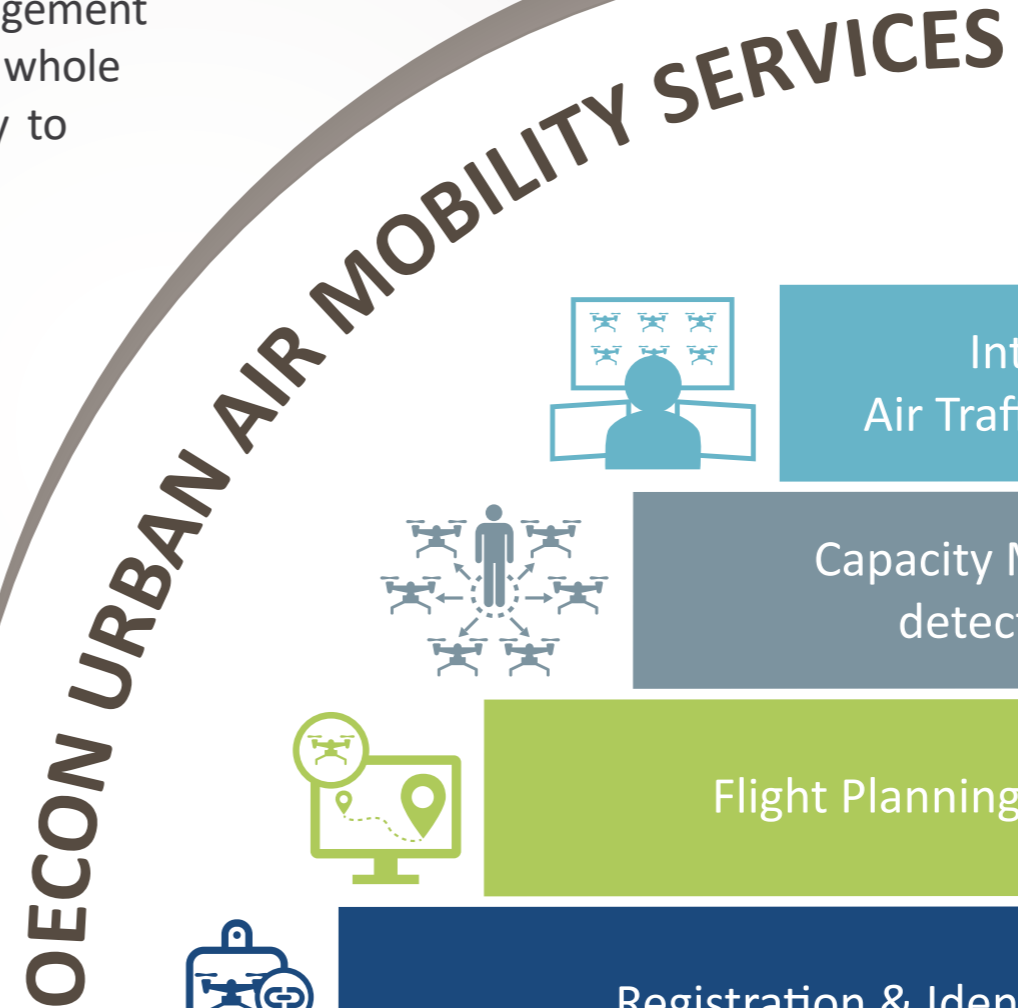 gement
whole
to
OECON URBAN AIR MOBILITY SERVICES
Int
Air Traf
Capacity
detect
Flight Planning
Registration & Iden